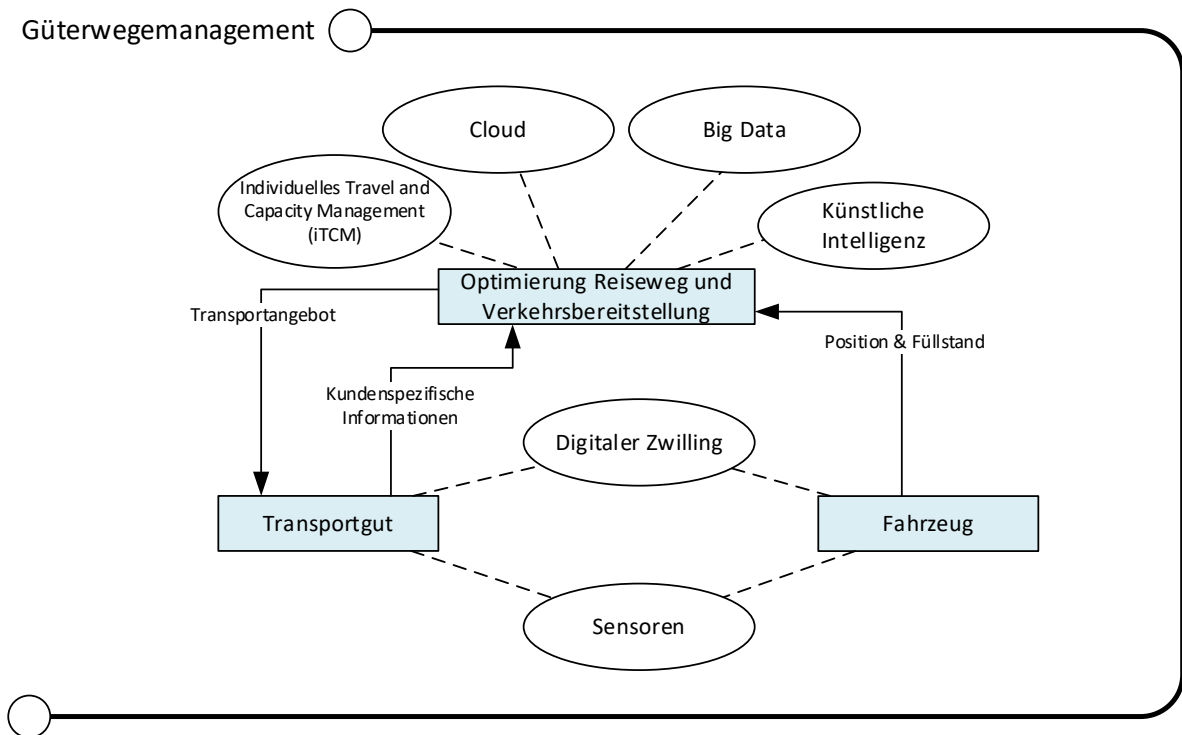 Güterwegemanagement
Cloud
Big Data
Individuelles Travel and
Capacity Management
(iTCM)
Künstliche
Intelligenz
Optimierung Reiseweg und
Verkehrsbereitstellung
Transportangebot
Position & Füllstand
Kundenspezifische
Informationen
Digitaler Zwilling
Transportgut
Fahrzeug
Sensoren